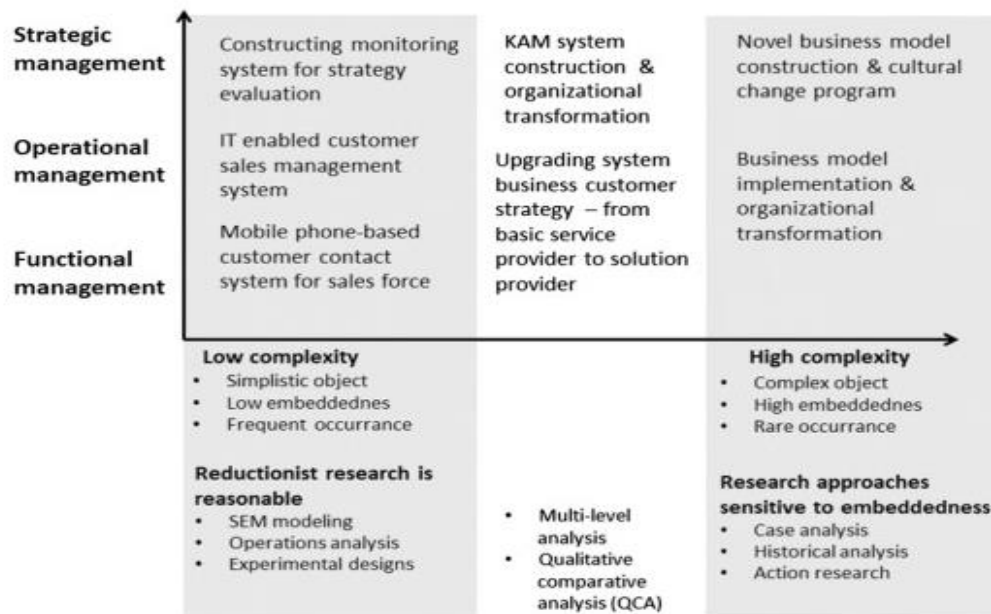 Strategic
management
Constructing monitoring
system for strategy
evaluation
KAM system
construction &
organizational
transformation
Novel business model
construction & cultural
change program
Operational
management
IT enabled customer
sales management
system
Upgrading system
business customer
strategy – from
basic service
provider to solution
provider
Business model
implementation &
organizational
transformation
Functional
management
Mobile phone-based
customer contact
system for sales force
Low complexity
• Simplistic object
• Low embeddednes
• Frequent occurrance
High complexity
• Complex object
• High embeddednes
• Rare occurrance
Reductionist research is
reasonable
• SEM modeling
• Operations analysis
• Experimental designs
• Multi-level
analysis
• Qualitative
comparative
analysis (QCA)
Research approaches
sensitive to embeddedness
• Case analysis
• Historical analysis
• Action research